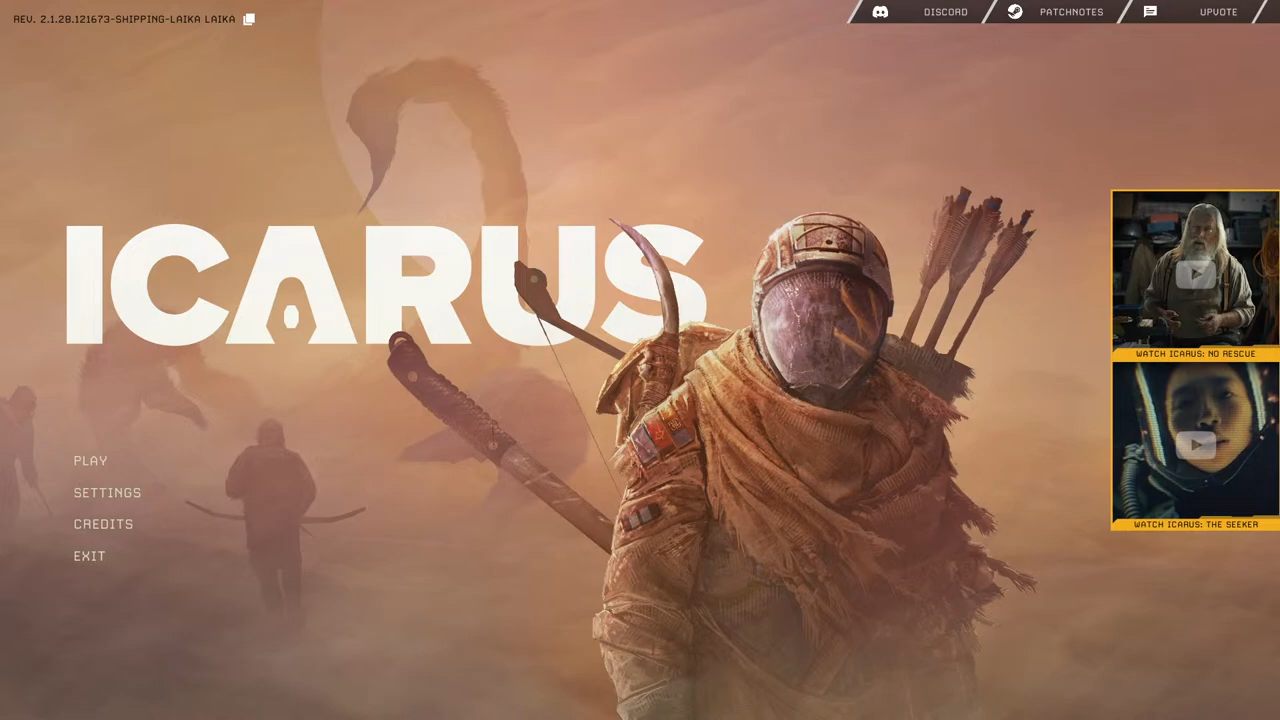 REV. 2.1.28.121673-SHIPPING-LAIKA LAIKA
DISCORD
PATCHNOTES
UPVOTE
ICARUS
WATCH ICARUS: NO RESCUE
PLAY
SETTINGS
CREDITS
EXIT
WATCH ICARUS: THE SEEKER